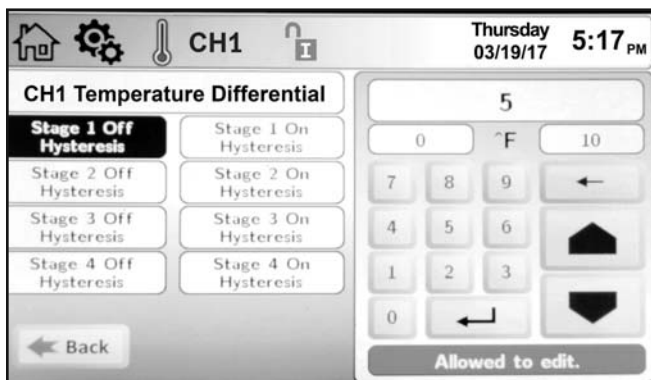 CH1
I
Thursday
03/19/17
5:17 PM
CH1 Temperature Differential
Stage 1 Off
Hysteresis
Stage 1 On
Hysteresis
Stage 2 Off
Hysteresis
Stage 2 On
Hysteresis
Stage 3 Off
Hysteresis
Stage 3 On
Hysteresis
Stage 4 Off
Hysteresis
Stage 4 On
Hysteresis
Back
5
0 °F 10
7 8 9
4 5 6
1 2 3
0
Allowed to edit.